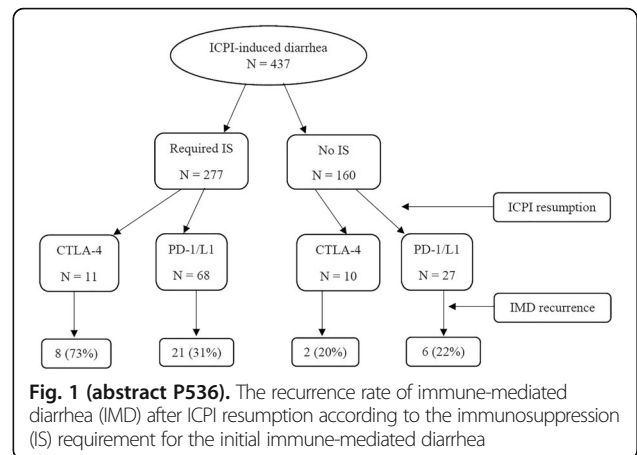 ICPI-induced diarrhea
N = 437
Required IS
N = 277
No IS
N = 160
ICPI resumption
CTLA-4
N = 11
PD-1/L1
N = 68
CTLA-4
N = 10
PD-1/L1
N = 27
IMD recurrence
8 (73%)
21 (31%)
2 (20%)
6 (22%)
Fig. 1 (abstract P536). The recurrence rate of immune-mediated
diarrhea (IMD) after ICPI resumption according to the immunosuppression
(IS) requirement for the initial immune-mediated diarrhea